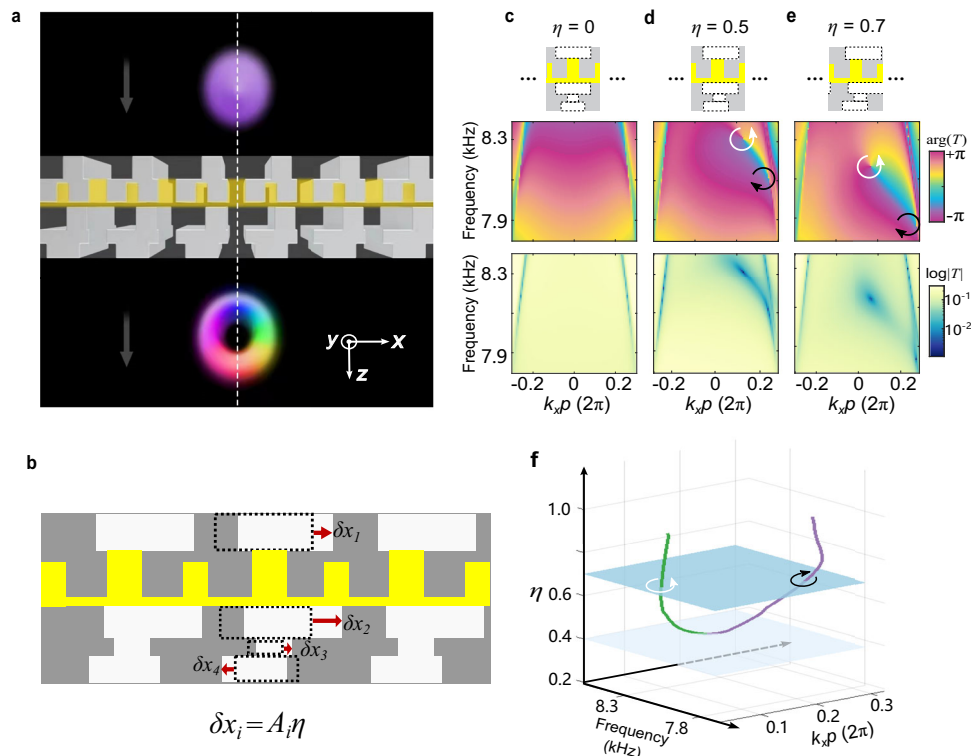 a
y
x
z
b
δx₁
δx₂
δx₃
δx₄
δxᵢ = Aᵢη
c
d
e
η = 0
η = 0.5
η = 0.7
...
...
...
...
Frequency (kHz)
8.3
7.9
arg(T)
+π
−π
Frequency (kHz)
8.3
7.9
log|T|
10⁻¹
10⁻²
-0.2
0
0.2
-0.2
0
0.2
-0.2
0
0.2
kₓp (2π)
kₓp (2π)
kₓp (2π)
f
1.0
η
0.6
0.4
0.2
8.3
7.8
Frequency
(kHz)
0.1
0.2
0.3
kₓp (2π)